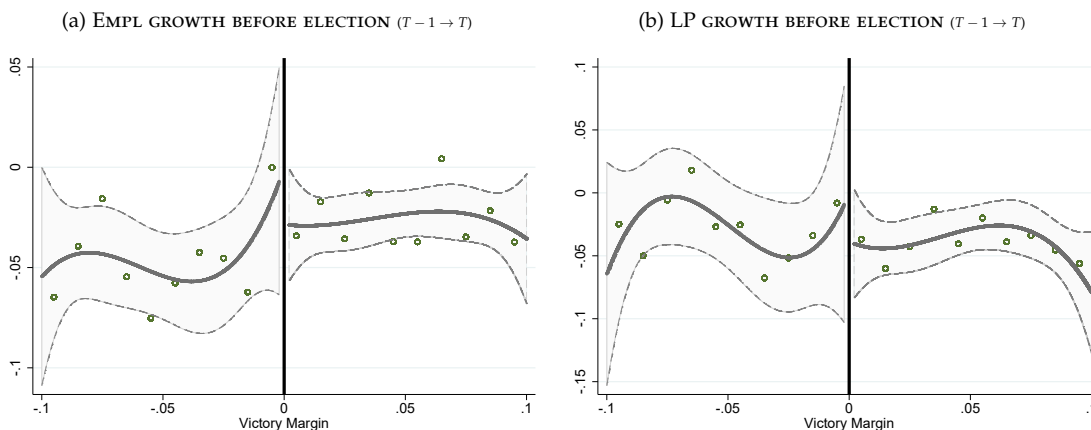 (a) EMPL GROWTH BEFORE ELECTION (T − 1 → T)
.05
0
-.05
-.1
-.1 -.05 0 .05 .1
Victory Margin
(b) LP GROWTH BEFORE ELECTION (T − 1 → T)
.1
.05
0
-.05
-.1
-.15
-.1 -.05 0 .05
Victory Margin